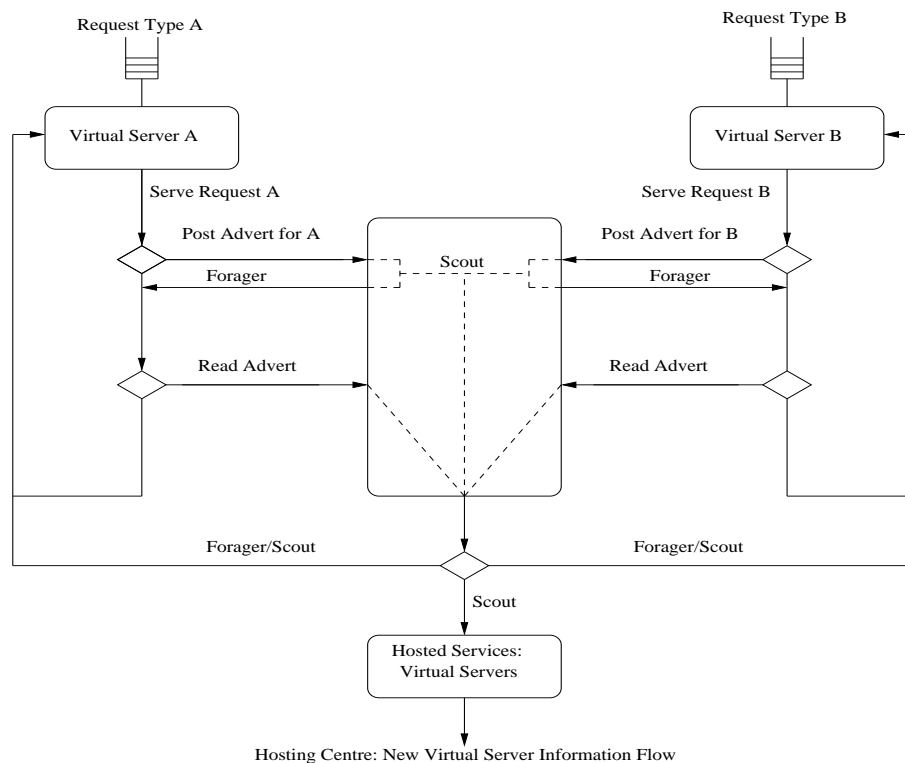 Request Type A
Request Type B
Virtual Server A
Virtual Server B
Serve Request A
Serve Request B
Post Advert for A
Post Advert for B
Scout
Forager
Forager
Read Advert
Read Advert
Forager/Scout
Forager/Scout
Scout
Hosted Services:
Virtual Servers
Hosting Centre: New Virtual Server Information Flow